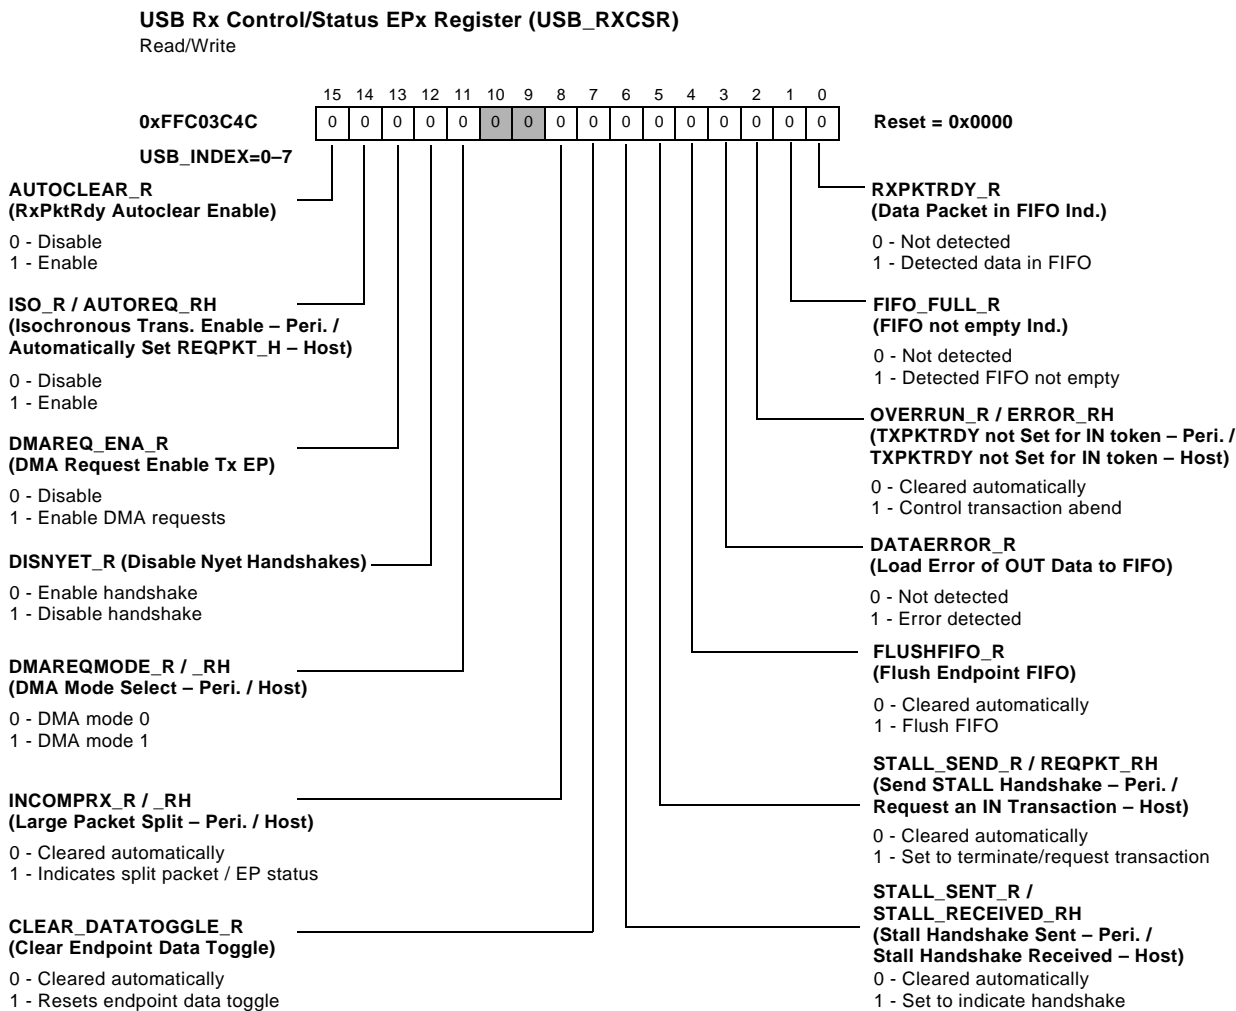 USB Rx Control/Status EPx Register (USB_RXCSR)
Read/Write
15 14 13 12 11 10 9 8 7 6 5 4 3 2 1 0
0xFFC03C4C
0 0 0 0 0 0 0 0 0 0 0 0 0 0 0 0
Reset = 0x0000
USB_INDEX=0–7
AUTOCLEAR_R
(RxPktRdy Autoclear Enable)
0 - Disable
1 - Enable
ISO_R / AUTOREQ_RH
(Isochronous Trans. Enable – Peri. /
Automatically Set REQPKT_H – Host)
0 - Disable
1 - Enable
DMAREQ_ENA_R
(DMA Request Enable Tx EP)
0 - Disable
1 - Enable DMA requests
DISNYET_R (Disable Nyet Handshakes)
0 - Enable handshake
1 - Disable handshake
DMAREQMODE_R / _RH
(DMA Mode Select – Peri. / Host)
0 - DMA mode 0
1 - DMA mode 1
INCOMPRX_R / _RH
(Large Packet Split – Peri. / Host)
0 - Cleared automatically
1 - Indicates split packet / EP status
CLEAR_DATATOGGLE_R
(Clear Endpoint Data Toggle)
0 - Cleared automatically
1 - Resets endpoint data toggle
RXPKTRDY_R
(Data Packet in FIFO Ind.)
0 - Not detected
1 - Detected data in FIFO
FIFO_FULL_R
(FIFO not empty Ind.)
0 - Not detected
1 - Detected FIFO not empty
OVERRUN_R / ERROR_RH
(TXPKTRDY not Set for IN token – Peri. /
TXPKTRDY not Set for IN token – Host)
0 - Cleared automatically
1 - Control transaction abend
DATAERROR_R
(Load Error of OUT Data to FIFO)
0 - Not detected
1 - Error detected
FLUSHFIFO_R
(Flush Endpoint FIFO)
0 - Cleared automatically
1 - Flush FIFO
STALL_SEND_R / REQPKT_RH
(Send STALL Handshake – Peri. /
Request an IN Transaction – Host)
0 - Cleared automatically
1 - Set to terminate/request transaction
STALL_SENT_R /
STALL_RECEIVED_RH
(Stall Handshake Sent – Peri. /
Stall Handshake Received – Host)
0 - Cleared automatically
1 - Set to indicate handshake